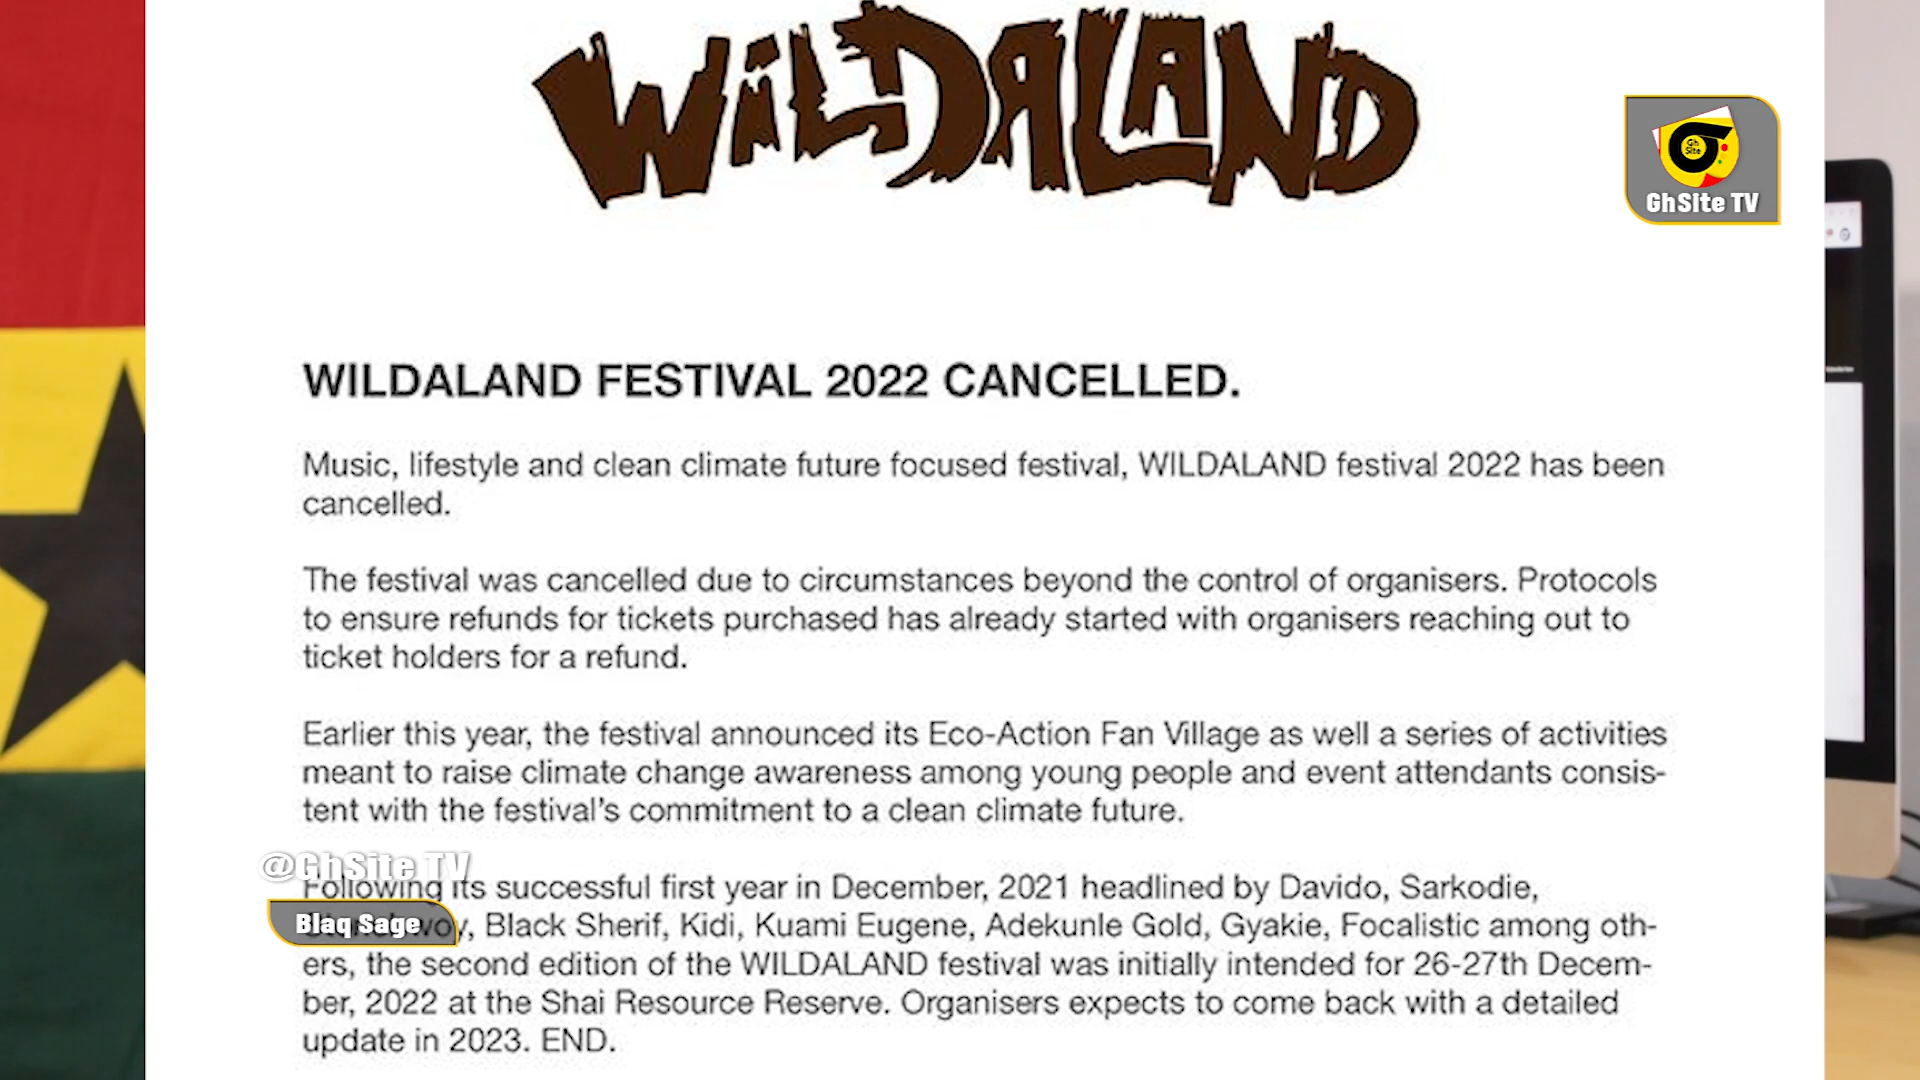 WILDALAND
Gh
Site
GhSite TV
WILDALAND FESTIVAL 2022 CANCELLED.
Music, lifestyle and clean climate future focused festival, WILDALAND festival 2022 has been
cancelled.
The festival was cancelled due to circumstances beyond the control of organisers. Protocols
to ensure refunds for tickets purchased has already started with organisers reaching out to
ticket holders for a refund.
Earlier this year, the festival announced its Eco-Action Fan Village as well a series of activities
meant to raise climate change awareness among young people and event attendants consis-
tent with the festival's commitment to a clean climate future.
@GhSite TV
Following its successful first year in December, 2021 headlined by Davido, Sarkodie,
Blaq Sage
Black Sherif, Kidi, Kuami Eugene, Adekunle Gold, Gyakie, Focalistic among oth-
ers, the second edition of the WILDALAND festival was initially intended for 26-27th Decem-
ber, 2022 at the Shai Resource Reserve. Organisers expects to come back with a detailed
update in 2023. END.